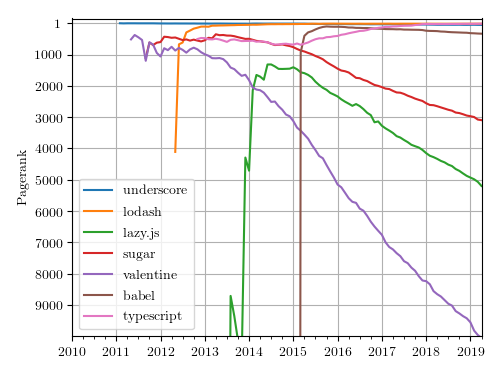 1
1000
2000
3000
4000
5000
6000
7000
8000
9000
Pagerank
underscore
lodash
lazy.js
sugar
valentine
babel
typescript
2010 2011 2012 2013 2014 2015 2016 2017 2018 2019